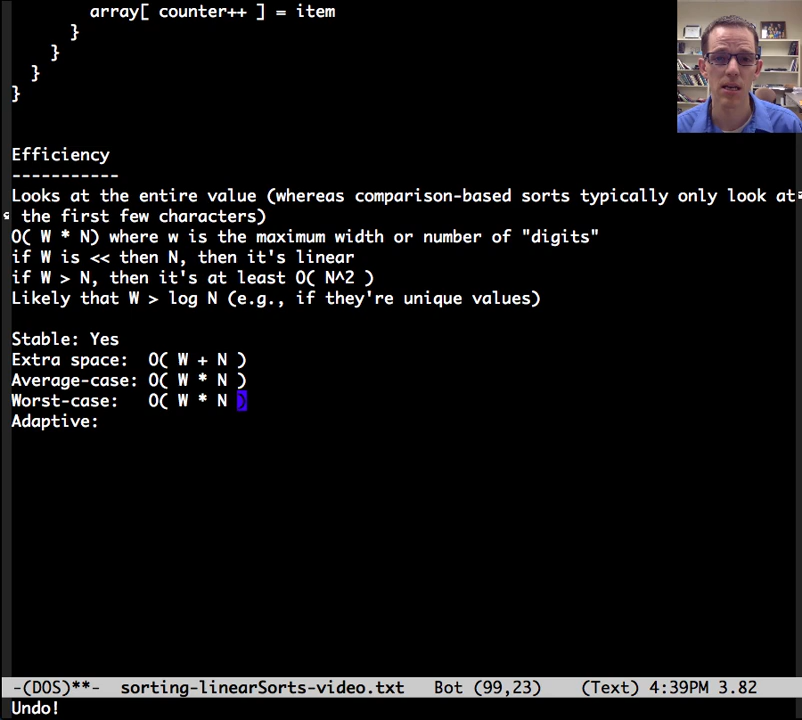 array[ counter++ ] = item
}
}
}
}
Efficiency
-----------
Looks at the entire value (whereas comparison-based sorts typically only look at
the first few characters)
O( W * N) where w is the maximum width or number of "digits"
if W is << then N, then it's linear
if W > N, then it's at least O( N^2 )
Likely that W > log N (e.g., if they're unique values)
Stable: Yes
Extra space:  O( W + N )
Average-case: O( W * N )
Worst-case:   O( W * N )
Adaptive:
-(DOS)**-  sorting-linearSorts-video.txt   Bot (99,23)    (Text) 4:39PM 3.82
Undo!